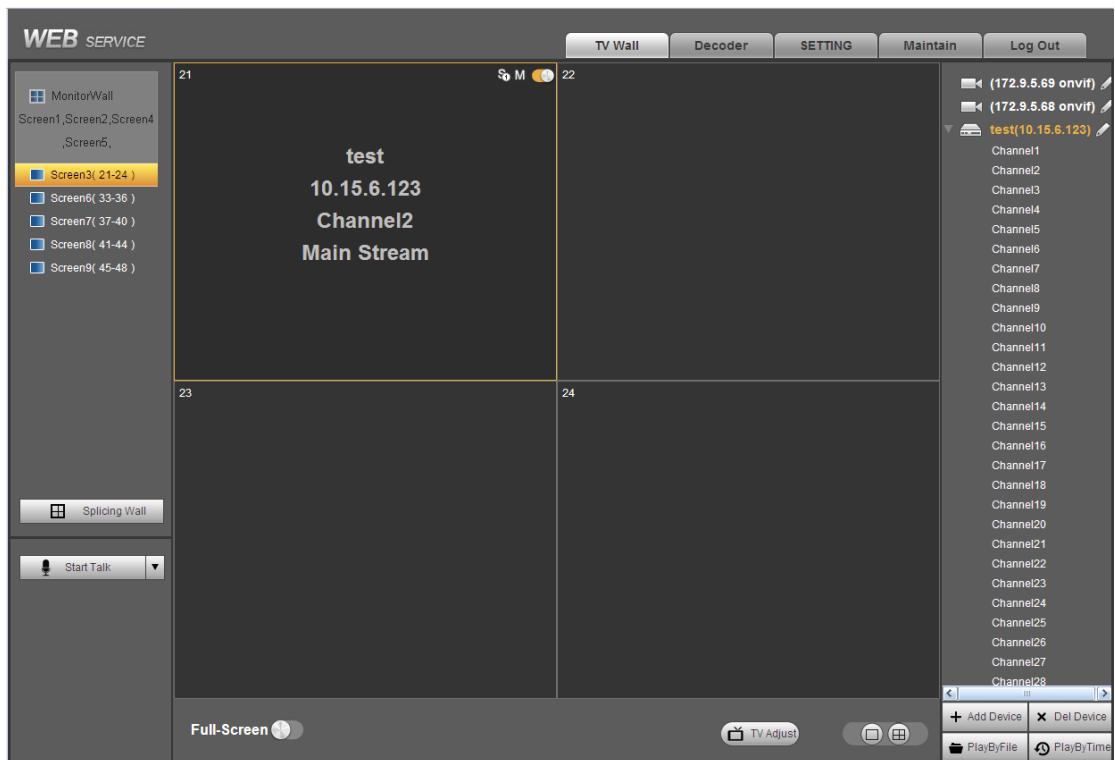 WEB SERVICE
TV Wall
Decoder
SETTING
Maintain
Log Out
MonitorWall
Screen1,Screen2,Screen4
,Screen5,
Screen3( 21-24 )
Screen6( 33-36 )
Screen7( 37-40 )
Screen8( 41-44 )
Screen9( 45-48 )
Splicing Wall
Start Talk
21
S M
test
10.15.6.123
Channel2
Main Stream
22
23
24
Full-Screen
TV Adjust
(172.9.5.69 onvif)
(172.9.5.68 onvif)
test(10.15.6.123)
Channel1
Channel2
Channel3
Channel4
Channel5
Channel6
Channel7
Channel8
Channel9
Channel10
Channel11
Channel12
Channel13
Channel14
Channel15
Channel16
Channel17
Channel18
Channel19
Channel20
Channel21
Channel22
Channel23
Channel24
Channel25
Channel26
Channel27
Channel28
Add Device
Del Device
PlayByFile
PlayByTime